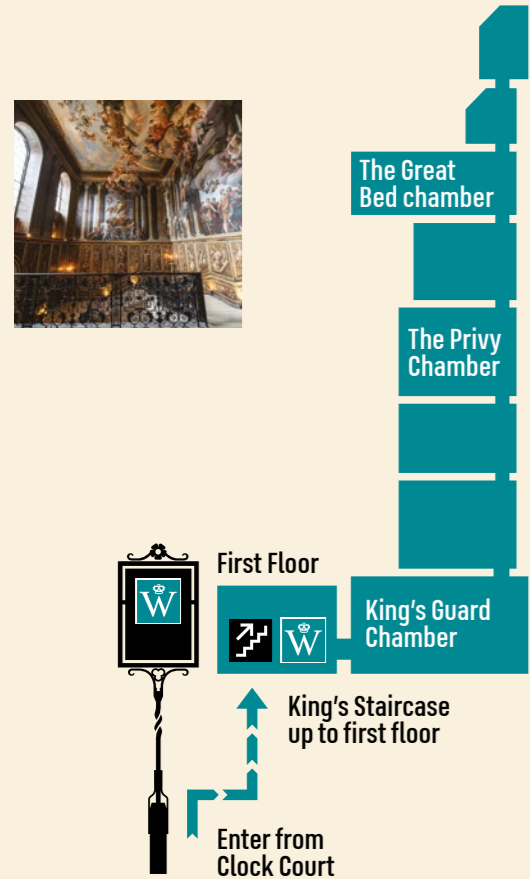 The Great
Bed chamber
The Privy
Chamber
First Floor
W
W
King's Guard
Chamber
King's Staircase
up to first floor
Enter from
Clock Court